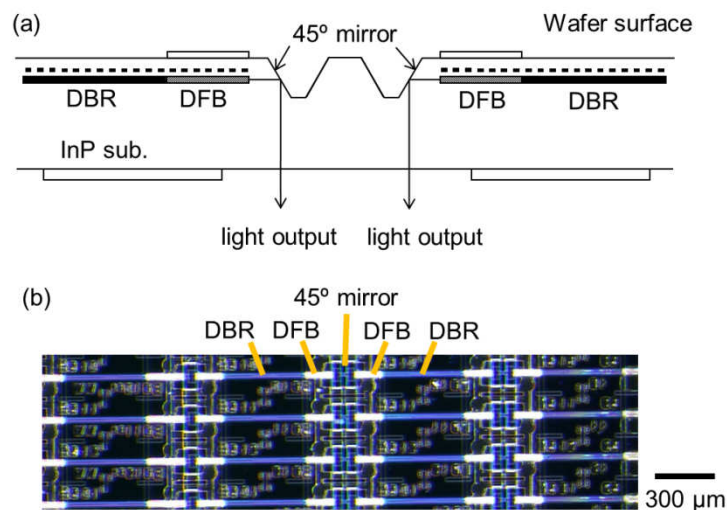 (a)
45º mirror
Wafer surface
DBR
DFB
DFB
DBR
InP sub.
light output
light output
(b)
45º mirror
DBR
DFB
DFB
DBR
300 µm